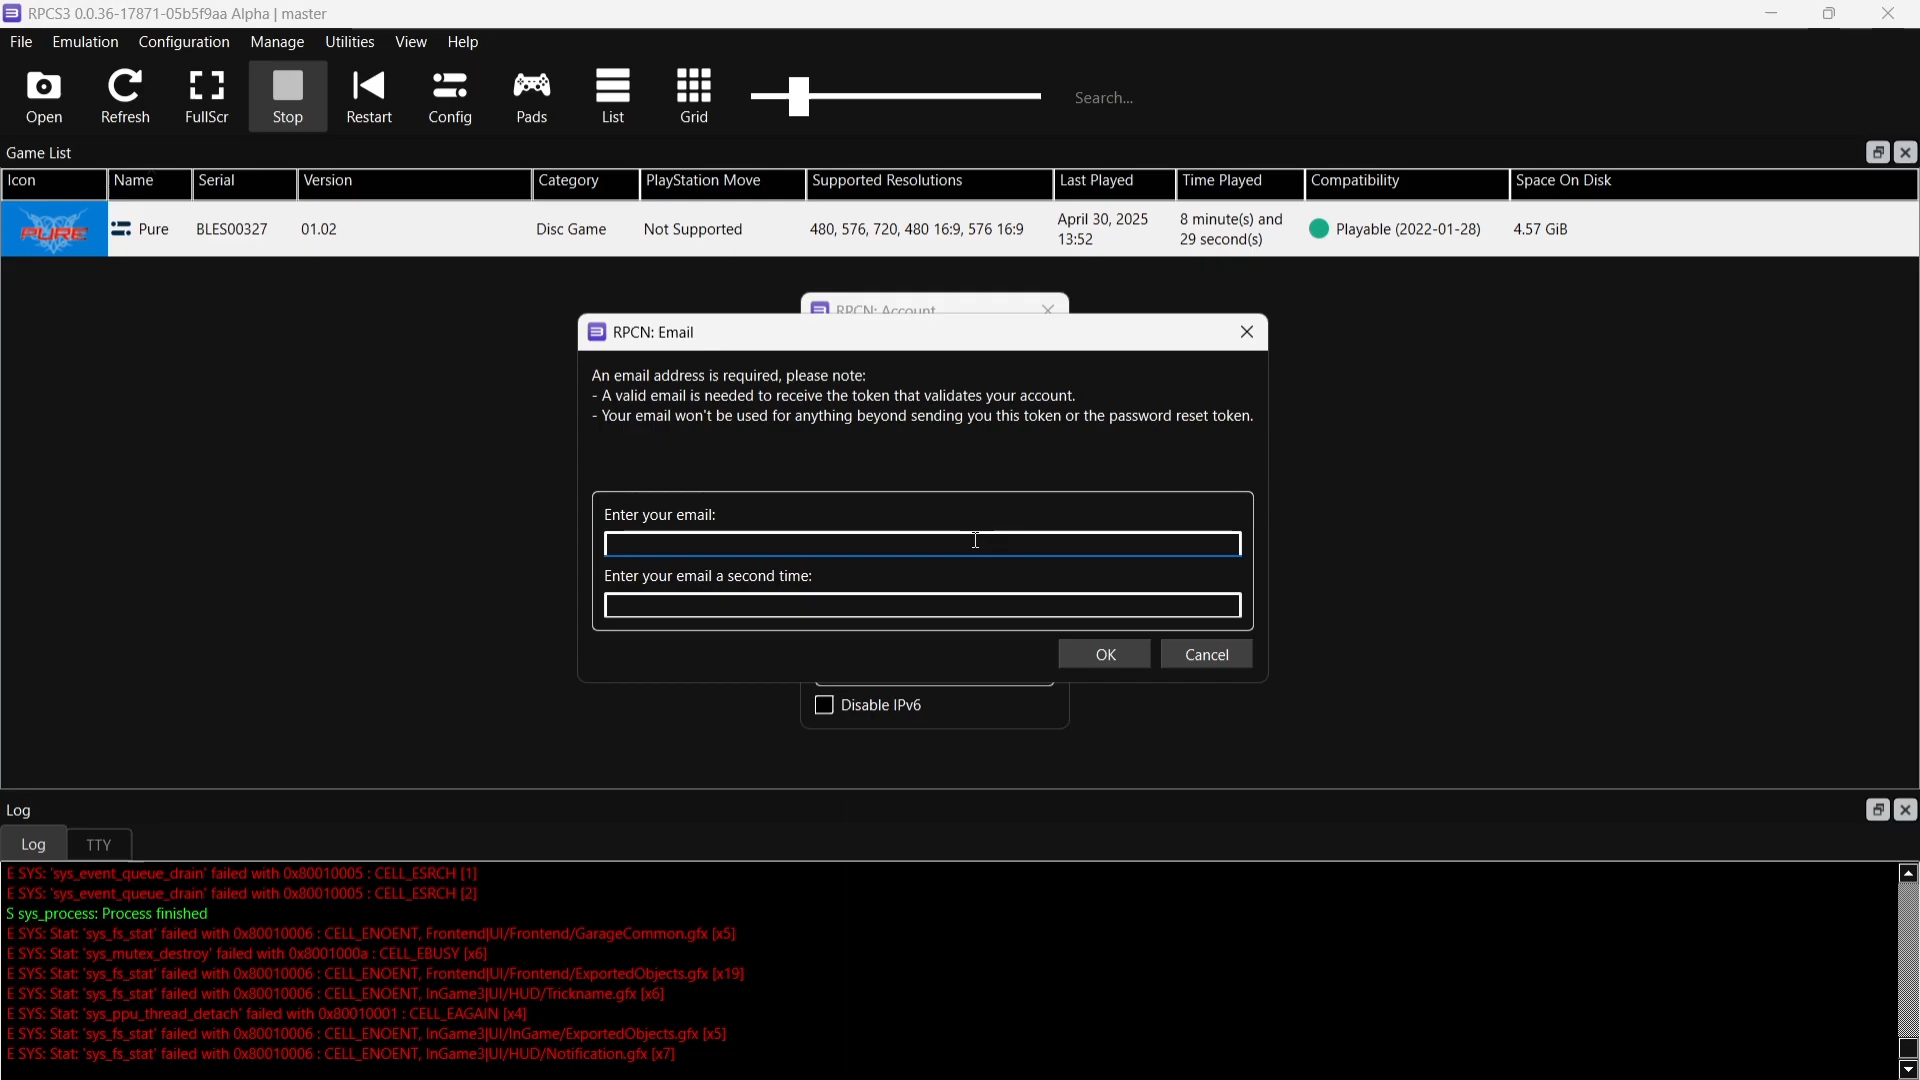 RPCS3 0.0.36-17871-05b5f9aa Alpha | master
File Emulation Configuration Manage Utilities View Help
Open Refresh FullScr Stop Restart Config Pads List Grid Search...
Game List
Icon Name Serial Version Category PlayStation Move Supported Resolutions Last Played Time Played Compatibility Space On Disk
PURE Pure BLES00327 01.02 Disc Game Not Supported 480, 576, 720, 480 16:9, 576 16:9 April 30, 2025 13:52 8 minute(s) and 29 second(s) Playable (2022-01-28) 4.57 GiB
RPCN: Account
RPCN: Email
An email address is required, please note:
- A valid email is needed to receive the token that validates your account.
- Your email won't be used for anything beyond sending you this token or the password reset token.
Enter your email:
Enter your email a second time:
OK Cancel
Disable IPv6
Log
Log TTY
E SYS: 'sys_event_queue_drain' failed with 0x80010005 : CELL_ESRCH [1]
E SYS: 'sys_event_queue_drain' failed with 0x80010005 : CELL_ESRCH [2]
S sys_process: Process finished
E SYS: Stat: 'sys_fs_stat' failed with 0x80010006 : CELL_ENOENT, Frontend|UI/Frontend/GarageCommon.gfx [x5]
E SYS: Stat: 'sys_mutex_destroy' failed with 0x8001000a : CELL_EBUSY [x6]
E SYS: Stat: 'sys_fs_stat' failed with 0x80010006 : CELL_ENOENT, Frontend|UI/Frontend/ExportedObjects.gfx [x19]
E SYS: Stat: 'sys_fs_stat' failed with 0x80010006 : CELL_ENOENT, InGame3|UI/HUD/Trickname.gfx [x6]
E SYS: Stat: 'sys_ppu_thread_detach' failed with 0x80010001 : CELL_EAGAIN [x4]
E SYS: Stat: 'sys_fs_stat' failed with 0x80010006 : CELL_ENOENT, InGame3|UI/InGame/ExportedObjects.gfx [x5]
E SYS: Stat: 'sys_fs_stat' failed with 0x80010006 : CELL_ENOENT, InGame3|UI/HUD/Notification.gfx [x7]